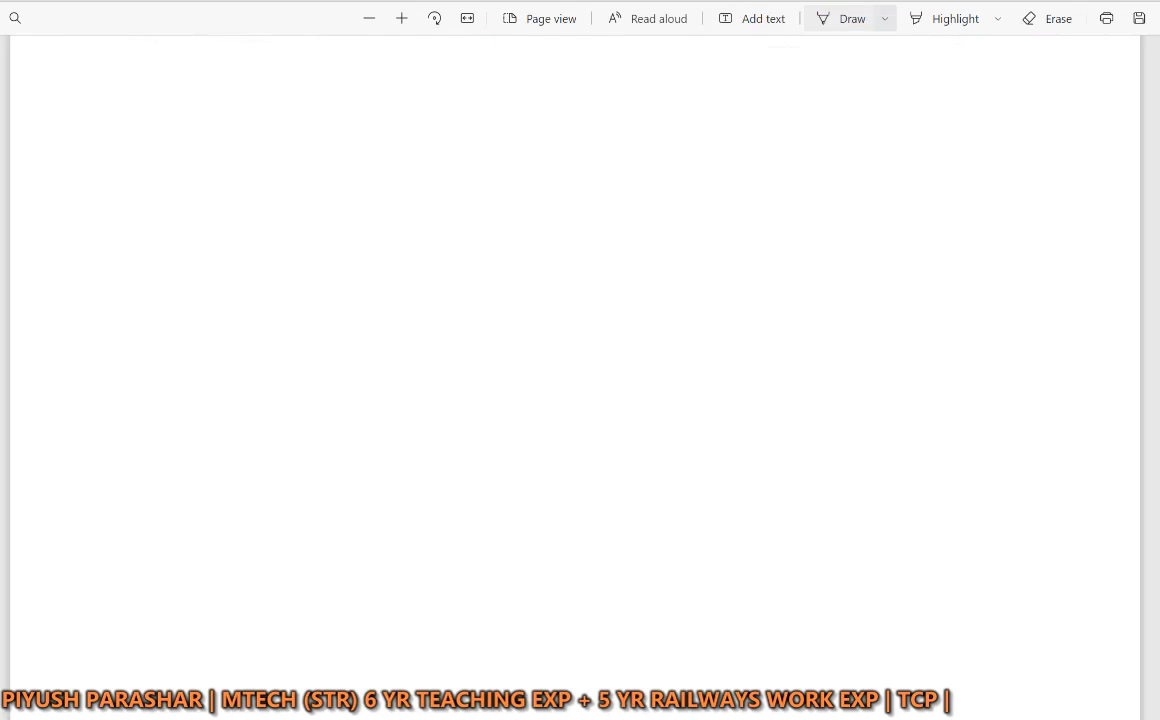 Page view
Read aloud
Add text
Draw
Highlight
Erase
PIYUSH PARASHAR | MTECH (STR) 6 YR TEACHING EXP + 5 YR RAILWAYS WORK EXP | TCP |